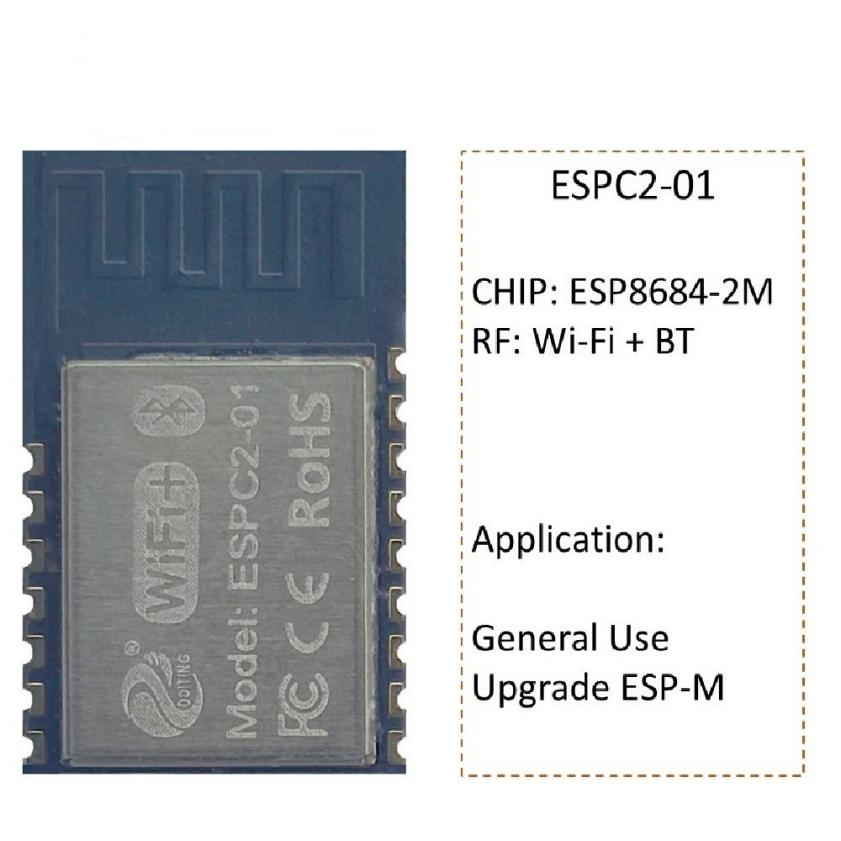 WiFi+
DOITING
®
Model: ESPC2-01
FC CE RoHS
ESPC2-01
CHIP: ESP8684-2M
RF: Wi-Fi + BT
Application:
General Use
Upgrade ESP-M